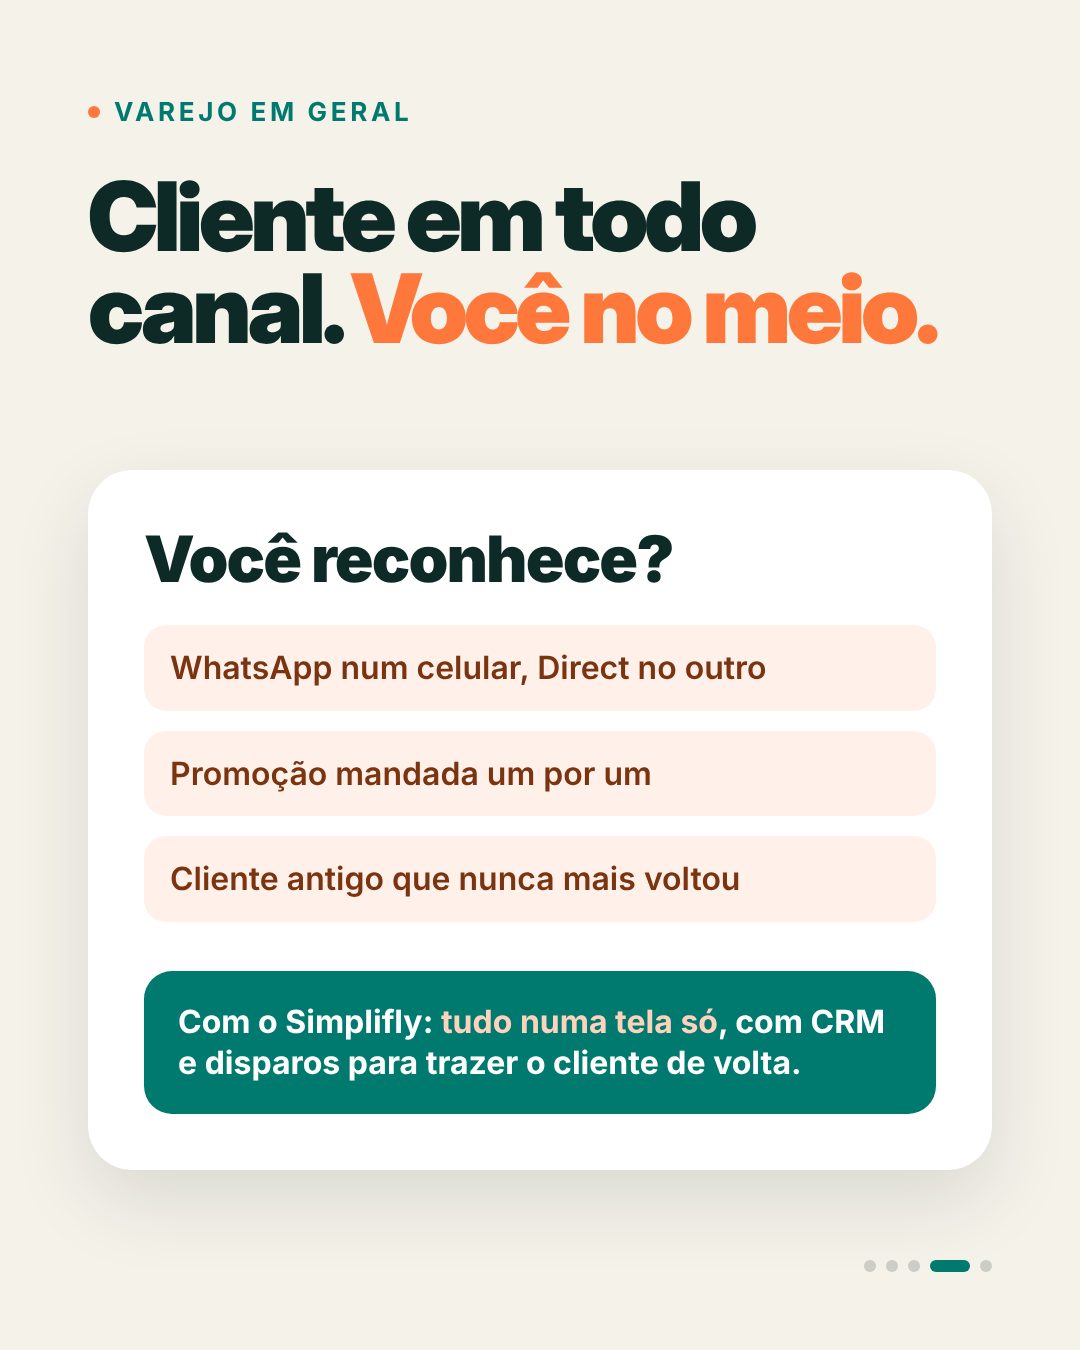 VAREJO EM GERAL
Cliente em todo
canal. Você no meio.
Você reconhece?
WhatsApp num celular, Direct no outro
Promoção mandada um por um
Cliente antigo que nunca mais voltou
Com o Simplifly: tudo numa tela só, com CRM
e disparos para trazer o cliente de volta.